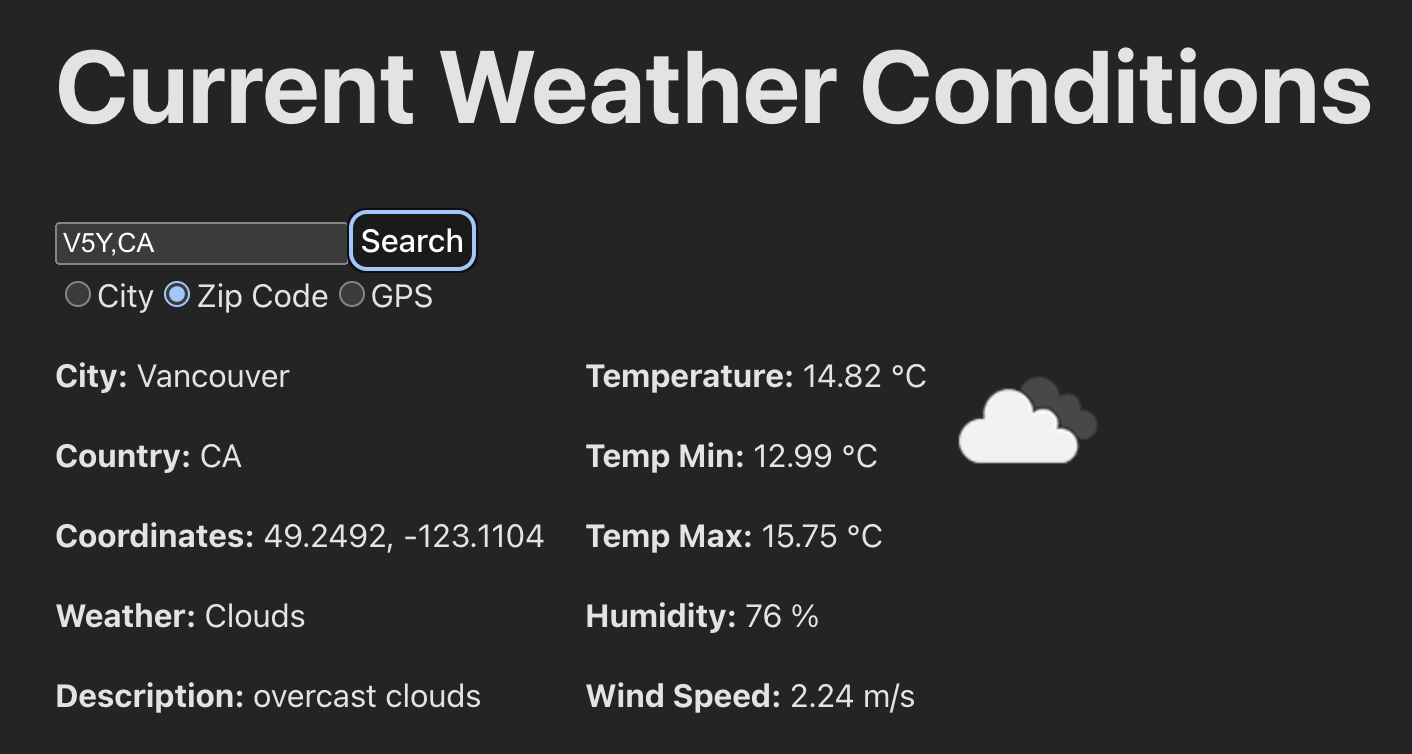 Current Weather Conditions
V5Y,CA Search
City Zip Code GPS
City: Vancouver
Country: CA
Coordinates: 49.2492, -123.1104
Weather: Clouds
Description: overcast clouds
Temperature: 14.82 °C
Temp Min: 12.99 °C
Temp Max: 15.75 °C
Humidity: 76 %
Wind Speed: 2.24 m/s